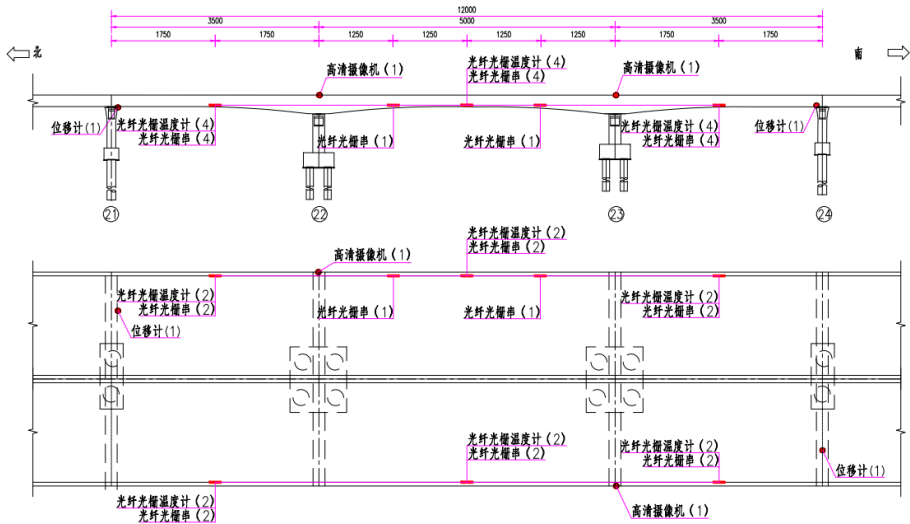 12000
3500
5000
3500
1750
1750
1250
1250
1250
1250
1750
1750
北
南
高清摄像机(1)
光纤光栅温度计(4)
光纤光栅串(4)
高清摄像机(1)
位移计(1)
光纤光栅温度计(4)
光纤光栅串(4)
光纤光栅串(1)
光纤光栅串(1)
光纤光栅温度计(4)
光纤光栅串(4)
位移计(1)
21
22
23
24
高清摄像机(1)
光纤光栅温度计(2)
光纤光栅串(2)
光纤光栅温度计(2)
光纤光栅串(2)
位移计(1)
光纤光栅串(1)
光纤光栅串(1)
光纤光栅温度计(2)
光纤光栅串(2)
光纤光栅温度计(2)
光纤光栅串(2)
光纤光栅温度计(2)
光纤光栅串(2)
位移计(1)
光纤光栅温度计(2)
光纤光栅串(2)
高清摄像机(1)